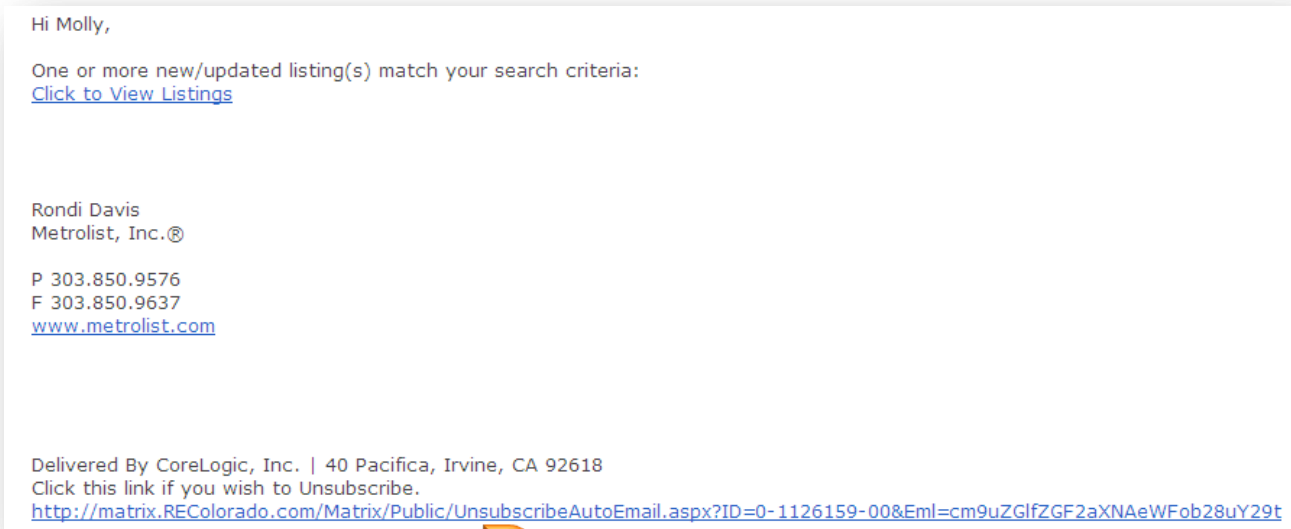 Hi Molly,
One or more new/updated listing(s) match your search criteria:
Click to View Listings
Rondi Davis
Metrolist, Inc.®
P 303.850.9576
F 303.850.9637
www.metrolist.com
Delivered By CoreLogic, Inc. | 40 Pacifica, Irvine, CA 92618
Click this link if you wish to Unsubscribe.
http://matrix.REColorado.com/Matrix/Public/UnsubscribeAutoEmail.aspx?ID=0-1126159-00&Eml=cm9uZGlfZGF2aXNAeWFob28uY29t